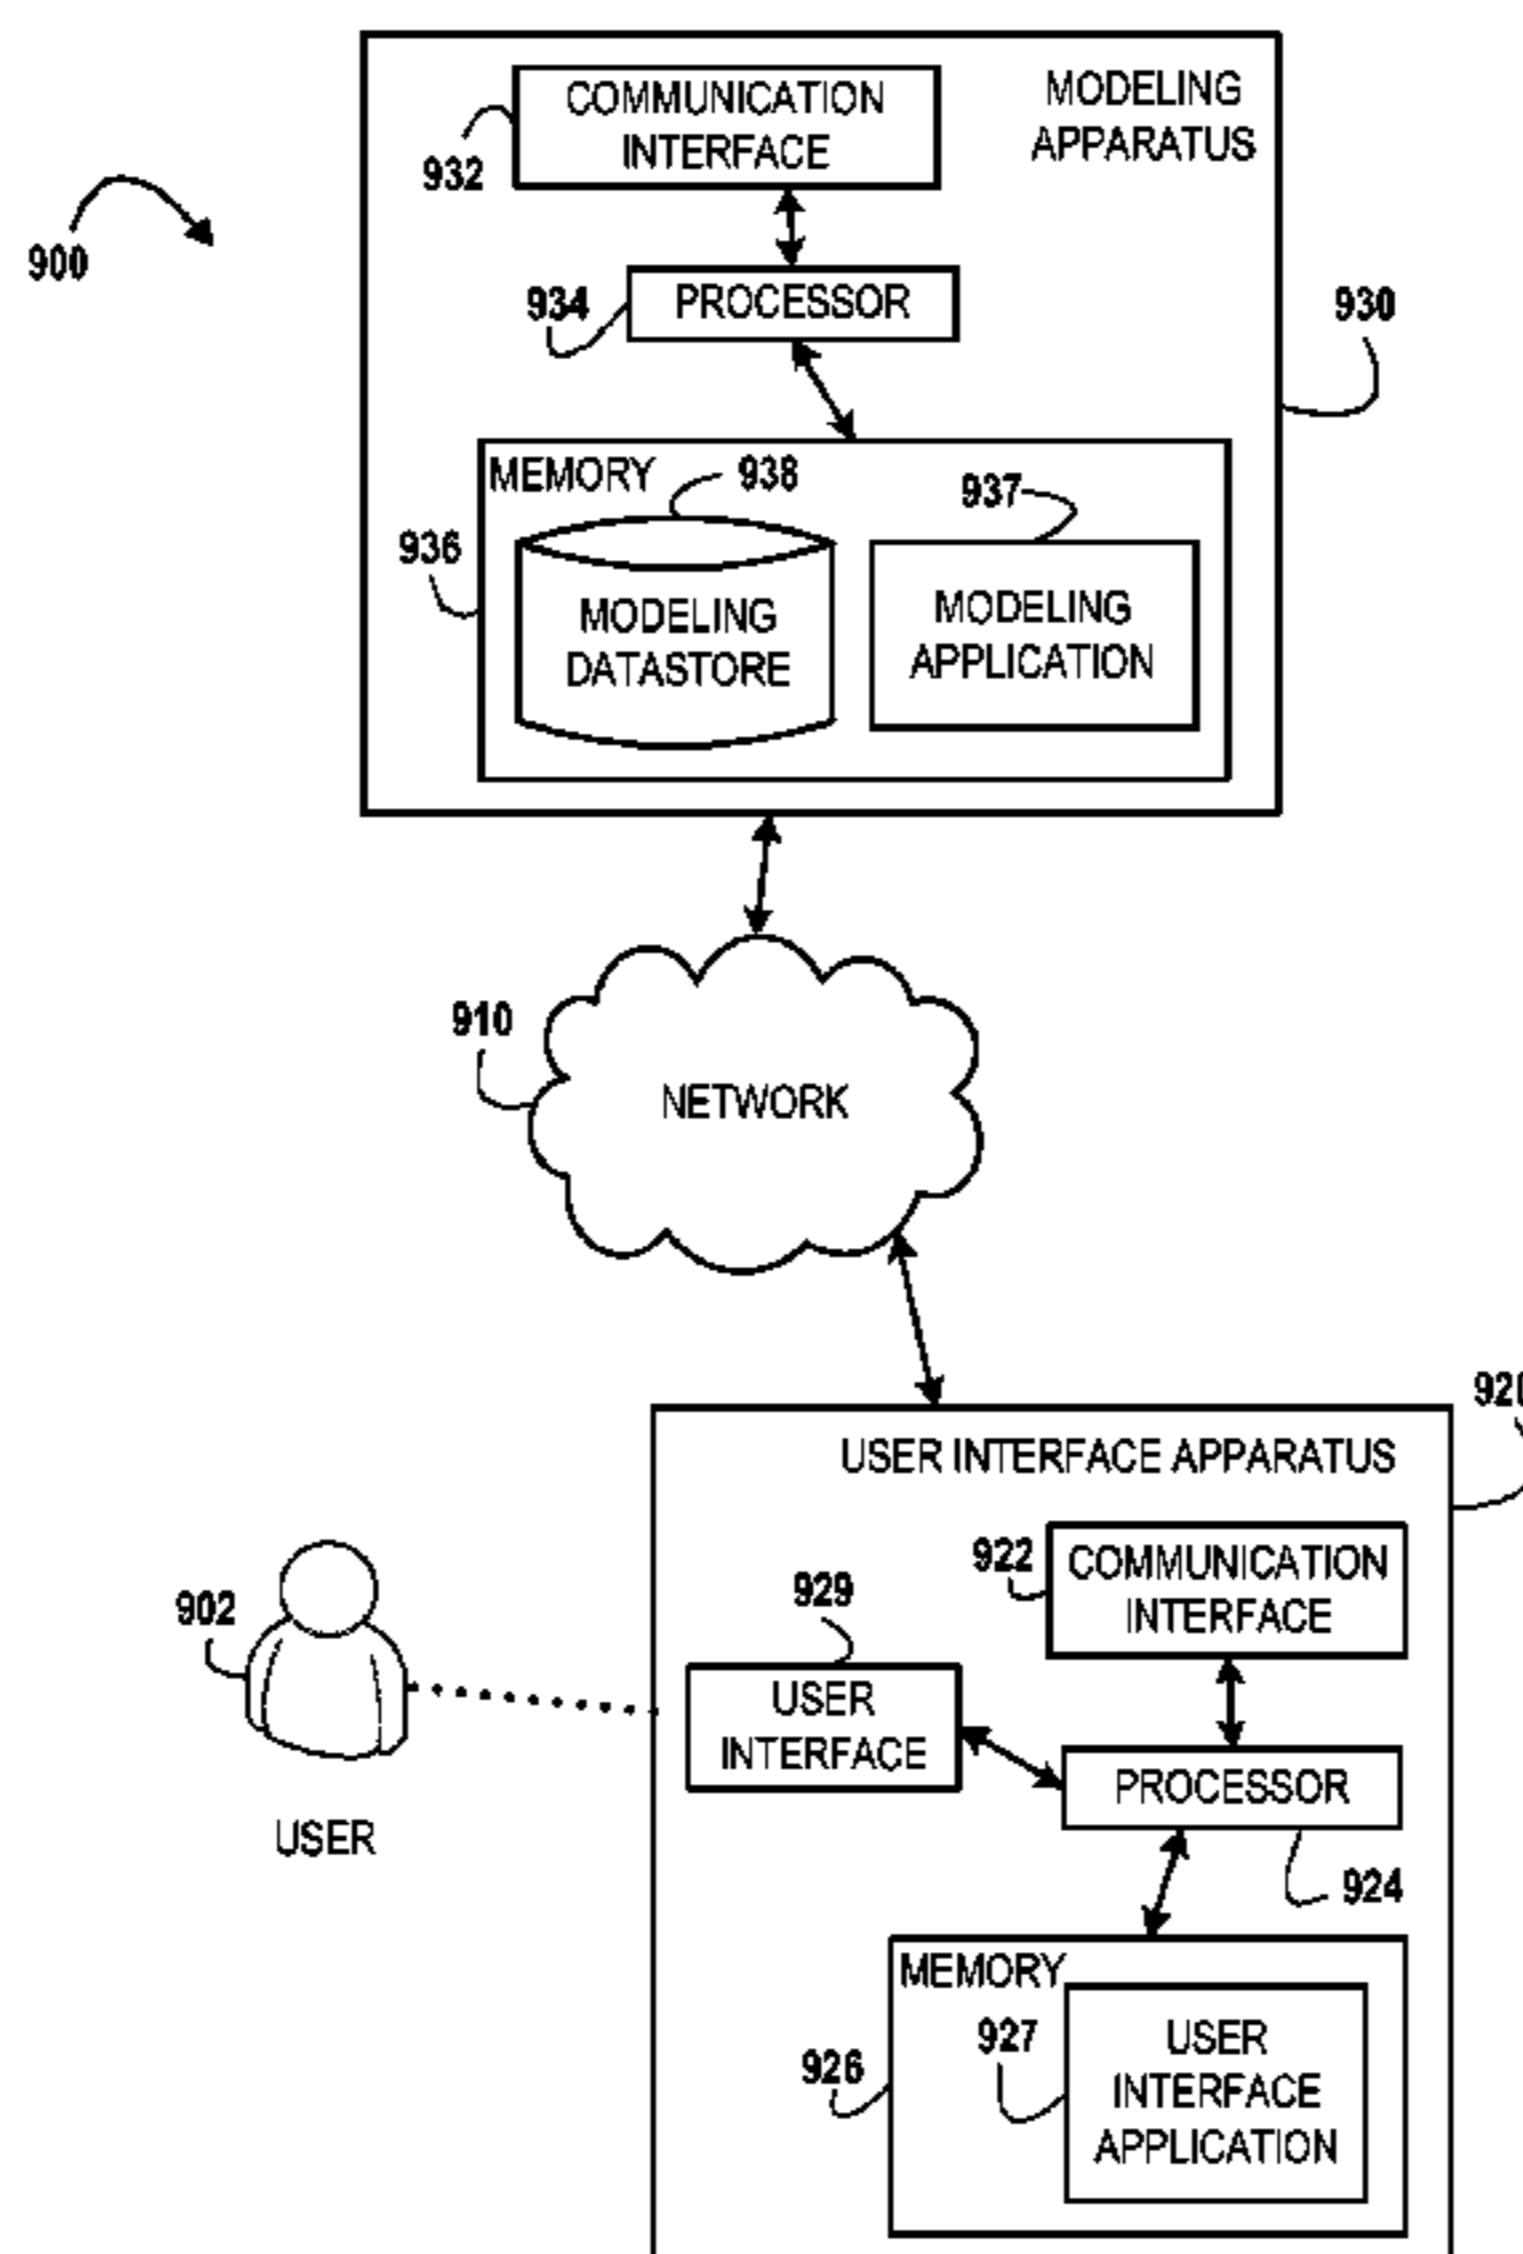 COMMUNICATION
INTERFACE
MODELING
APPARATUS
932
900
934
PROCESSOR
930
MEMORY
938
937
936
MODELING
DATASTORE
MODELING
APPLICATION
910
NETWORK
920
USER INTERFACE APPARATUS
922
COMMUNICATION
INTERFACE
929
902
USER
INTERFACE
PROCESSOR
USER
924
MEMORY
927
926
USER
INTERFACE
APPLICATION